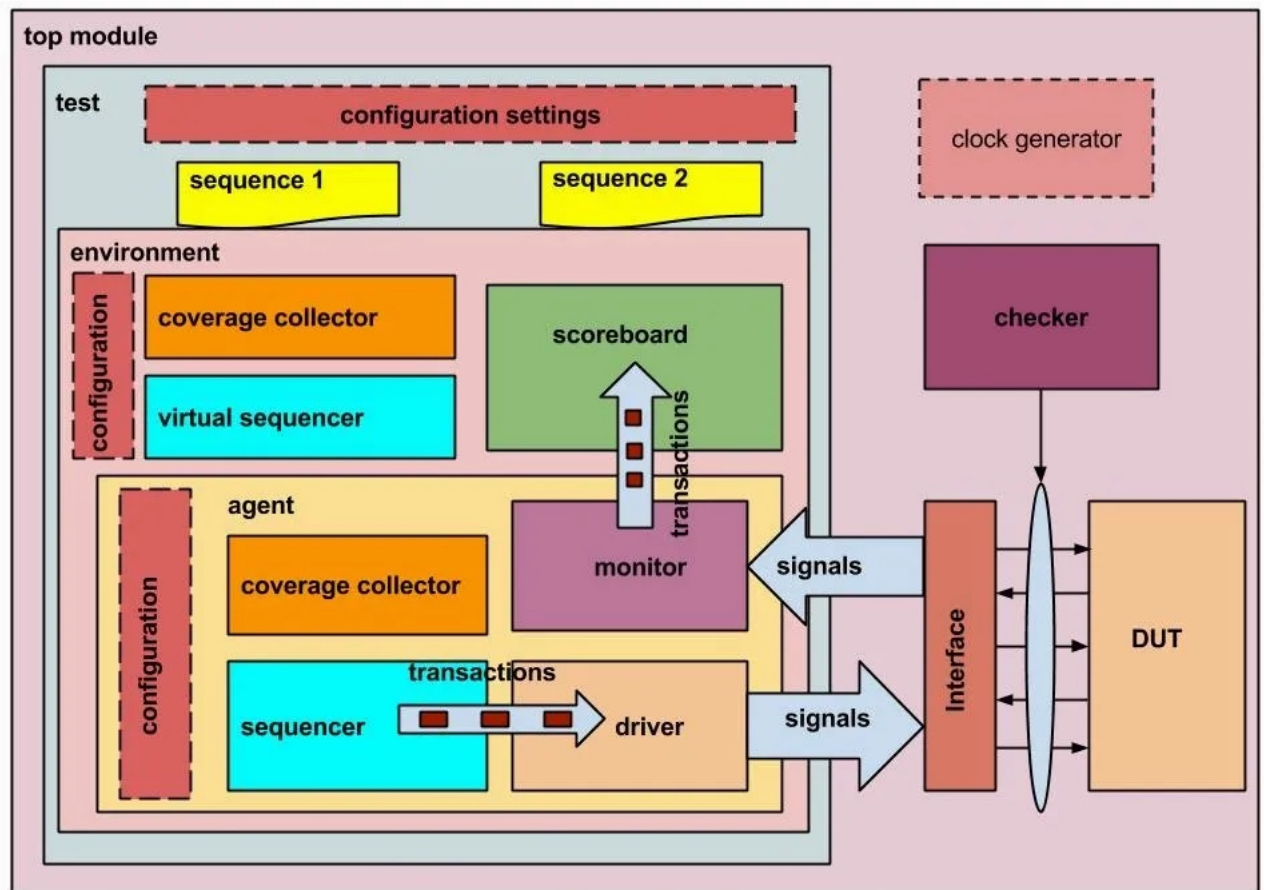 top module
test
configuration settings
clock generator
sequence 1
sequence 2
environment
configuration
coverage collector
scoreboard
checker
virtual sequencer
transactions
agent
configuration
coverage collector
monitor
signals
Interface
DUT
transactions
sequencer
driver
signals